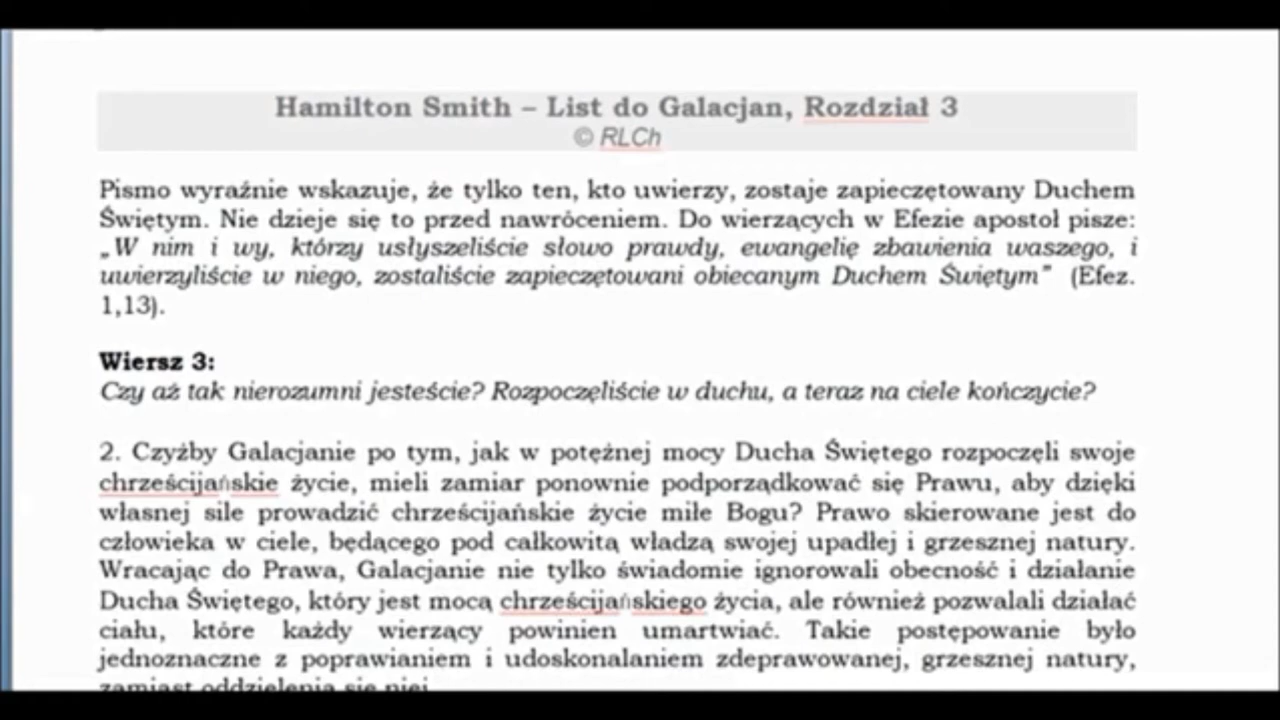 Hamilton Smith – List do Galacjan, Rozdział 3
© RLCh
Pismo wyraźnie wskazuje, że tylko ten, kto uwierzy, zostaje zapieczętowany Duchem
Świętym. Nie dzieje się to przed nawróceniem. Do wierzących w Efezie apostoł pisze:
„W nim i wy, którzy usłyszeliście słowo prawdy, ewangelię zbawienia waszego, i
uwierzyliście w niego, zostaliście zapieczętowani obiecanym Duchem Świętym” (Efez.
1,13).
Wiersz 3:
Czy aż tak nierozumni jesteście? Rozpoczęliście w duchu, a teraz na ciele kończycie?
2. Czyżby Galacjanie po tym, jak w potężnej mocy Ducha Świętego rozpoczęli swoje
chrześcijańskie życie, mieli zamiar ponownie podporządkować się Prawu, aby dzięki
własnej sile prowadzić chrześcijańskie życie miłe Bogu? Prawo skierowane jest do
człowieka w ciele, będącego pod całkowitą władzą swojej upadłej i grzesznej natury.
Wracając do Prawa, Galacjanie nie tylko świadomie ignorowali obecność i działanie
Ducha Świętego, który jest mocą chrześcijańskiego życia, ale również pozwalali działać
ciału, które każdy wierzący powinien umartwiać. Takie postępowanie było
jednoznaczne z poprawianiem i udoskonalaniem zdeprawowanej, grzesznej natury,
zamiast oddzielenia się niej